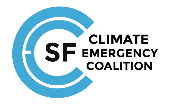 SF CLIMATE
EMERGENCY
COALITION